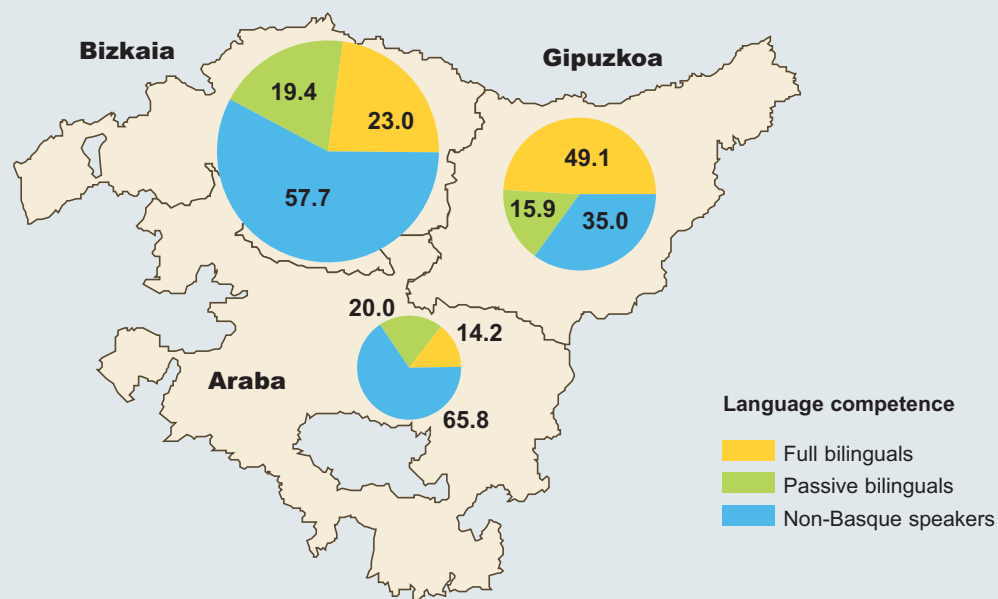 Bizkaia
19.4
23.0
57.7
Gipuzkoa
49.1
15.9
35.0
20.0
14.2
Araba
65.8
Language competence
Full bilinguals
Passive bilinguals
Non-Basque speakers